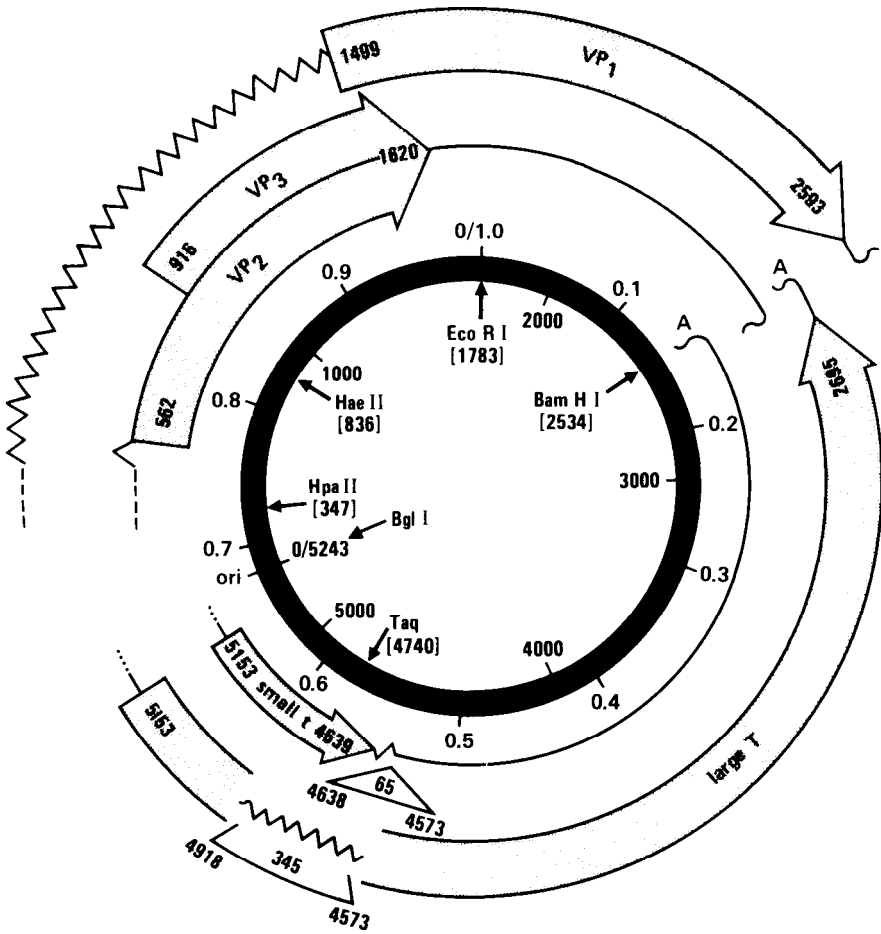 1499
VP1
2593
1620
VP3
916
VP2
562
0/1.0
0.9
0.1
A
A
2000
Eco R I
[1783]
1000
Hae II
[836]
Bam H I
[2534]
2695
0.8
0.2
Hpa II
[347]
Bgl I
3000
0.7
0/5243
ori
0.3
5000
Taq
[4740]
4000
5153 small t 4639
0.6
0.4
0.5
5153
large T
65
4638
4573
4918
345
4573